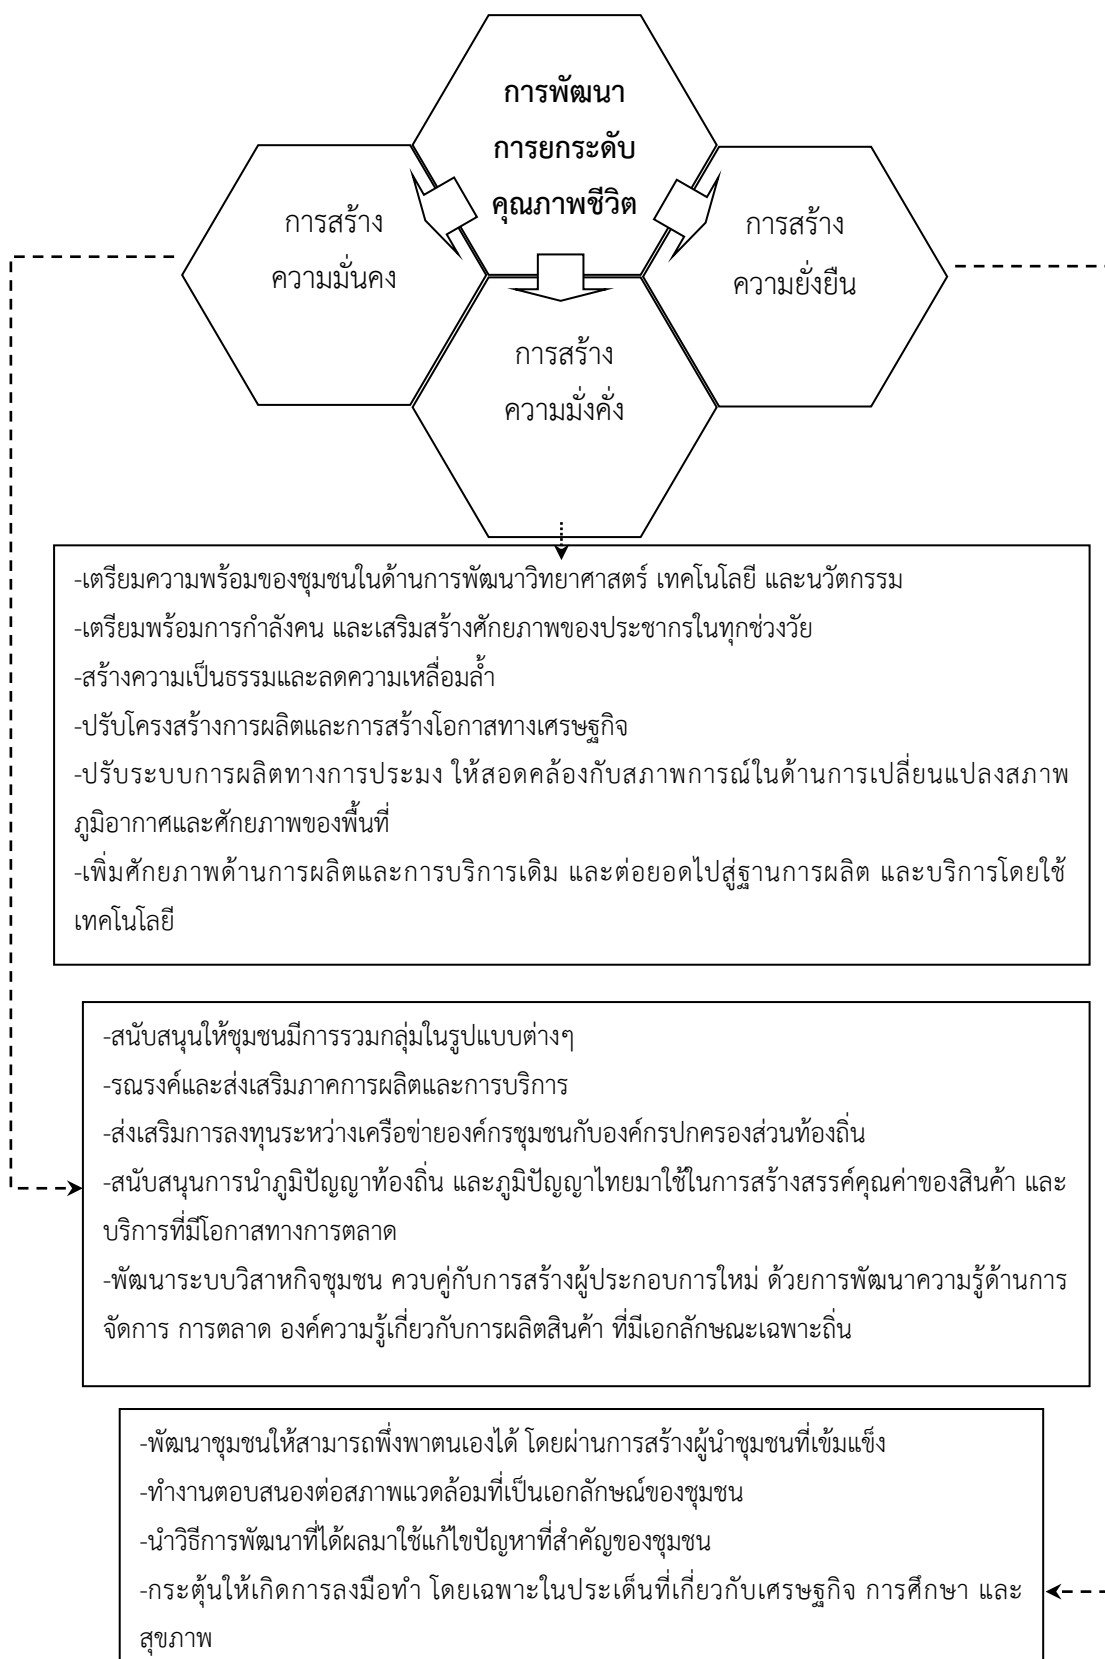 การพัฒนา
การยกระดับ
คุณภาพชีวิต
การสร้าง
ความมั่นคง
การสร้าง
ความยั่งยืน
การสร้าง
ความมั่งคั่ง
-เตรียมความพร้อมของชุมชนในด้านการพัฒนาวิทยาศาสตร์ เทคโนโลยี และนวัตกรรม
-เตรียมพร้อมการกำลังคน และเสริมสร้างศักยภาพของประชากรในทุกช่วงวัย
-สร้างความเป็นธรรมและลดความเหลื่อมล้ำ
-ปรับโครงสร้างการผลิตและการสร้างโอกาสทางเศรษฐกิจ
-ปรับระบบการผลิตทางการประมง ให้สอดคล้องกับสภาพการณ์ในด้านการเปลี่ยนแปลงสภาพ
ภูมิอากาศและศักยภาพของพื้นที่
-เพิ่มศักยภาพด้านการผลิตและการบริการเดิม และต่อยอดไปสู่ฐานการผลิต และบริการโดยใช้
เทคโนโลยี
-สนับสนุนให้ชุมชนมีการรวมกลุ่มในรูปแบบต่างๆ
-รณรงค์และส่งเสริมภาคการผลิตและการบริการ
-ส่งเสริมการลงทุนระหว่างเครือข่ายองค์กรชุมชนกับองค์กรปกครองส่วนท้องถิ่น
-สนับสนุนการนำภูมิปัญญาท้องถิ่น และภูมิปัญญาไทยมาใช้ในการสร้างสรรค์คุณค่าของสินค้า และ
บริการที่มีโอกาสทางการตลาด
-พัฒนาระบบวิสาหกิจชุมชน ควบคู่กับการสร้างผู้ประกอบการใหม่ ด้วยการพัฒนาความรู้ด้านการ
จัดการ การตลาด องค์ความรู้เกี่ยวกับการผลิตสินค้า ที่มีเอกลักษณะเฉพาะถิ่น
-พัฒนาชุมชนให้สามารถพึ่งพาตนเองได้ โดยผ่านการสร้างผู้นำชุมชนที่เข้มแข็ง
-ทำงานตอบสนองต่อสภาพแวดล้อมที่เป็นเอกลักษณ์ของชุมชน
-นำวิธีการพัฒนาที่ได้ผลมาใช้แก้ไขปัญหาที่สำคัญของชุมชน
-กระตุ้นให้เกิดการลงมือทำ โดยเฉพาะในประเด็นที่เกี่ยวกับเศรษฐกิจ การศึกษา และ
สุขภาพ